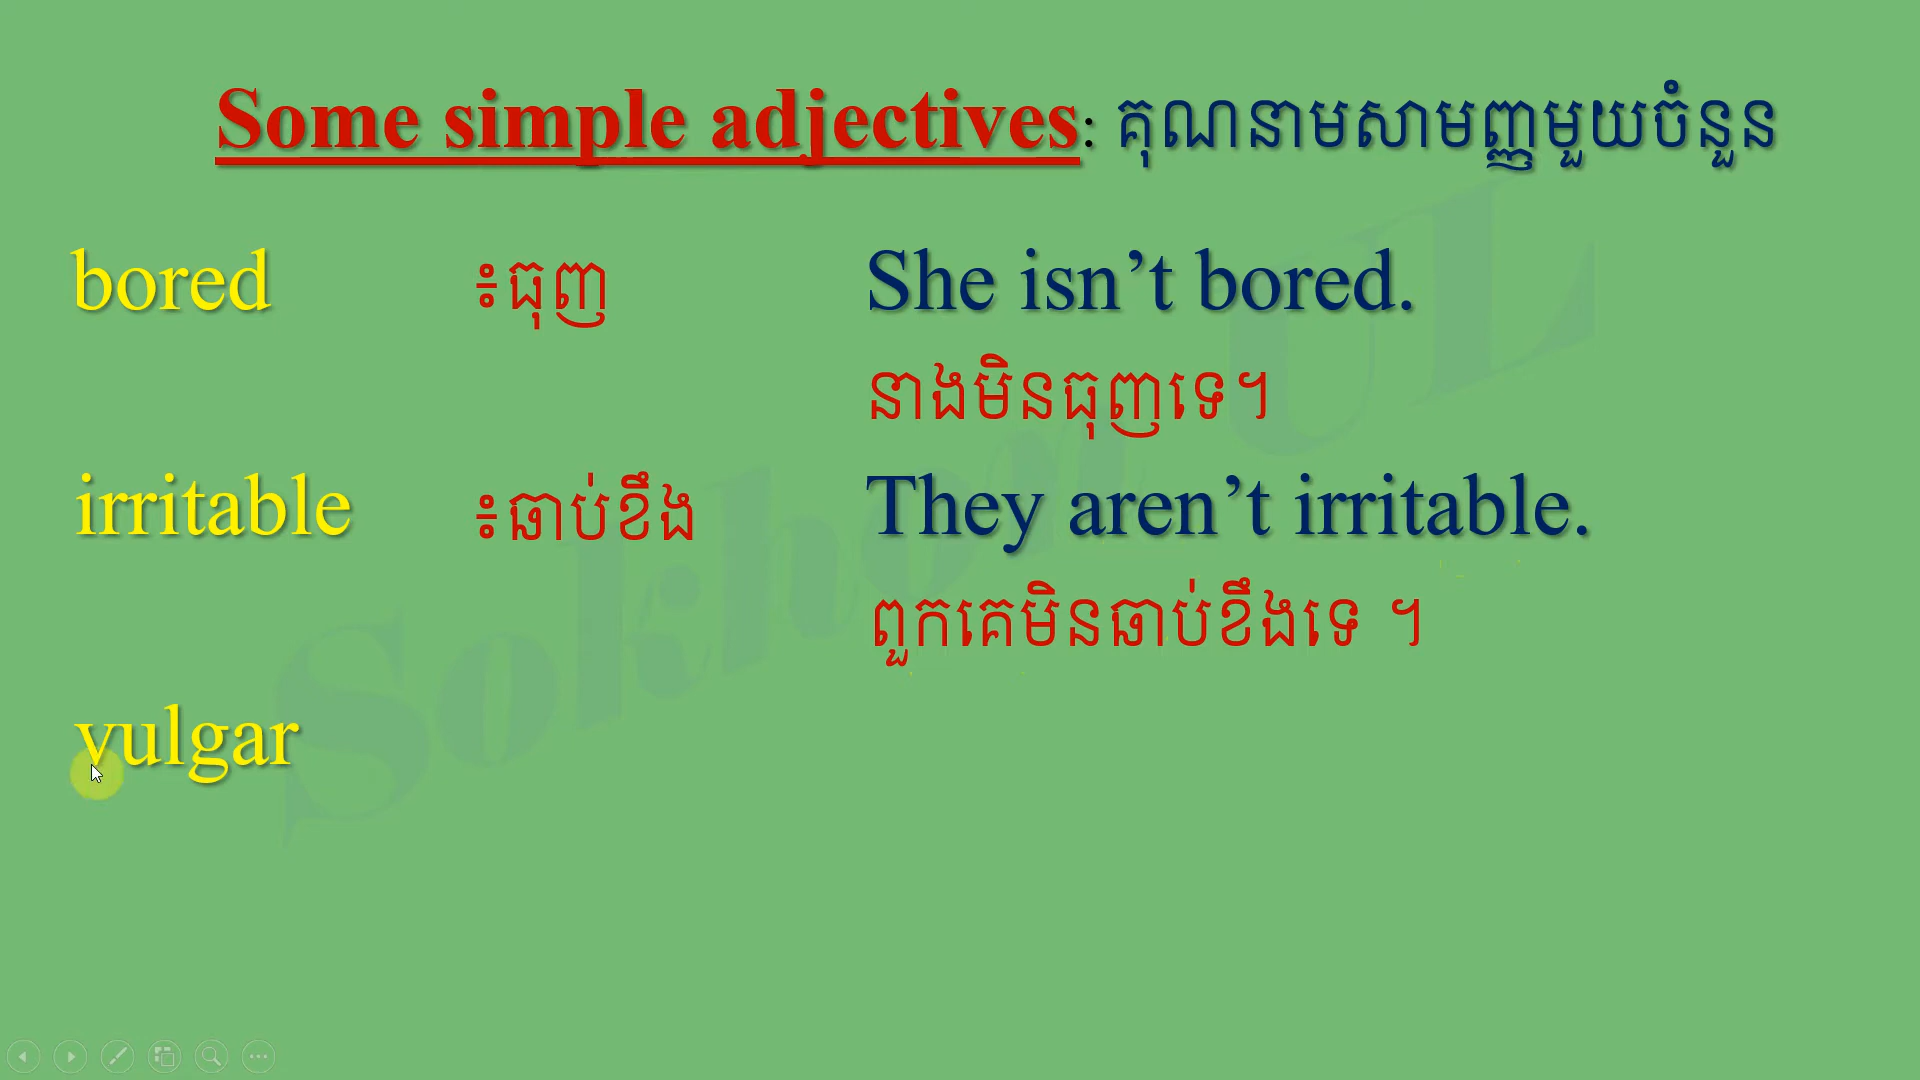 Some simple adjectives: គុណនាមសាមញ្ញមួយចំនួន
bored ៖ធុញ She isn’t bored.
នាងមិនធុញទេ។
irritable ៖ឆាប់ខឹង They aren’t irritable.
ពួកគេមិនឆាប់ខឹងទេ ។
vulgar
Sokhom UL